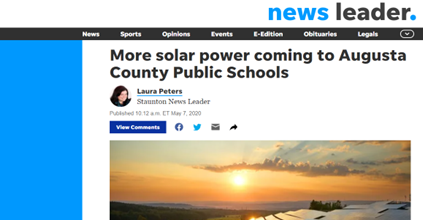 news leader.
News Sports Opinions Events E-Edition Obituaries Legals
More solar power coming to Augusta
County Public Schools
Laura Peters
Staunton News Leader
Published 10:12 a.m. ET May 7, 2020
View Comments